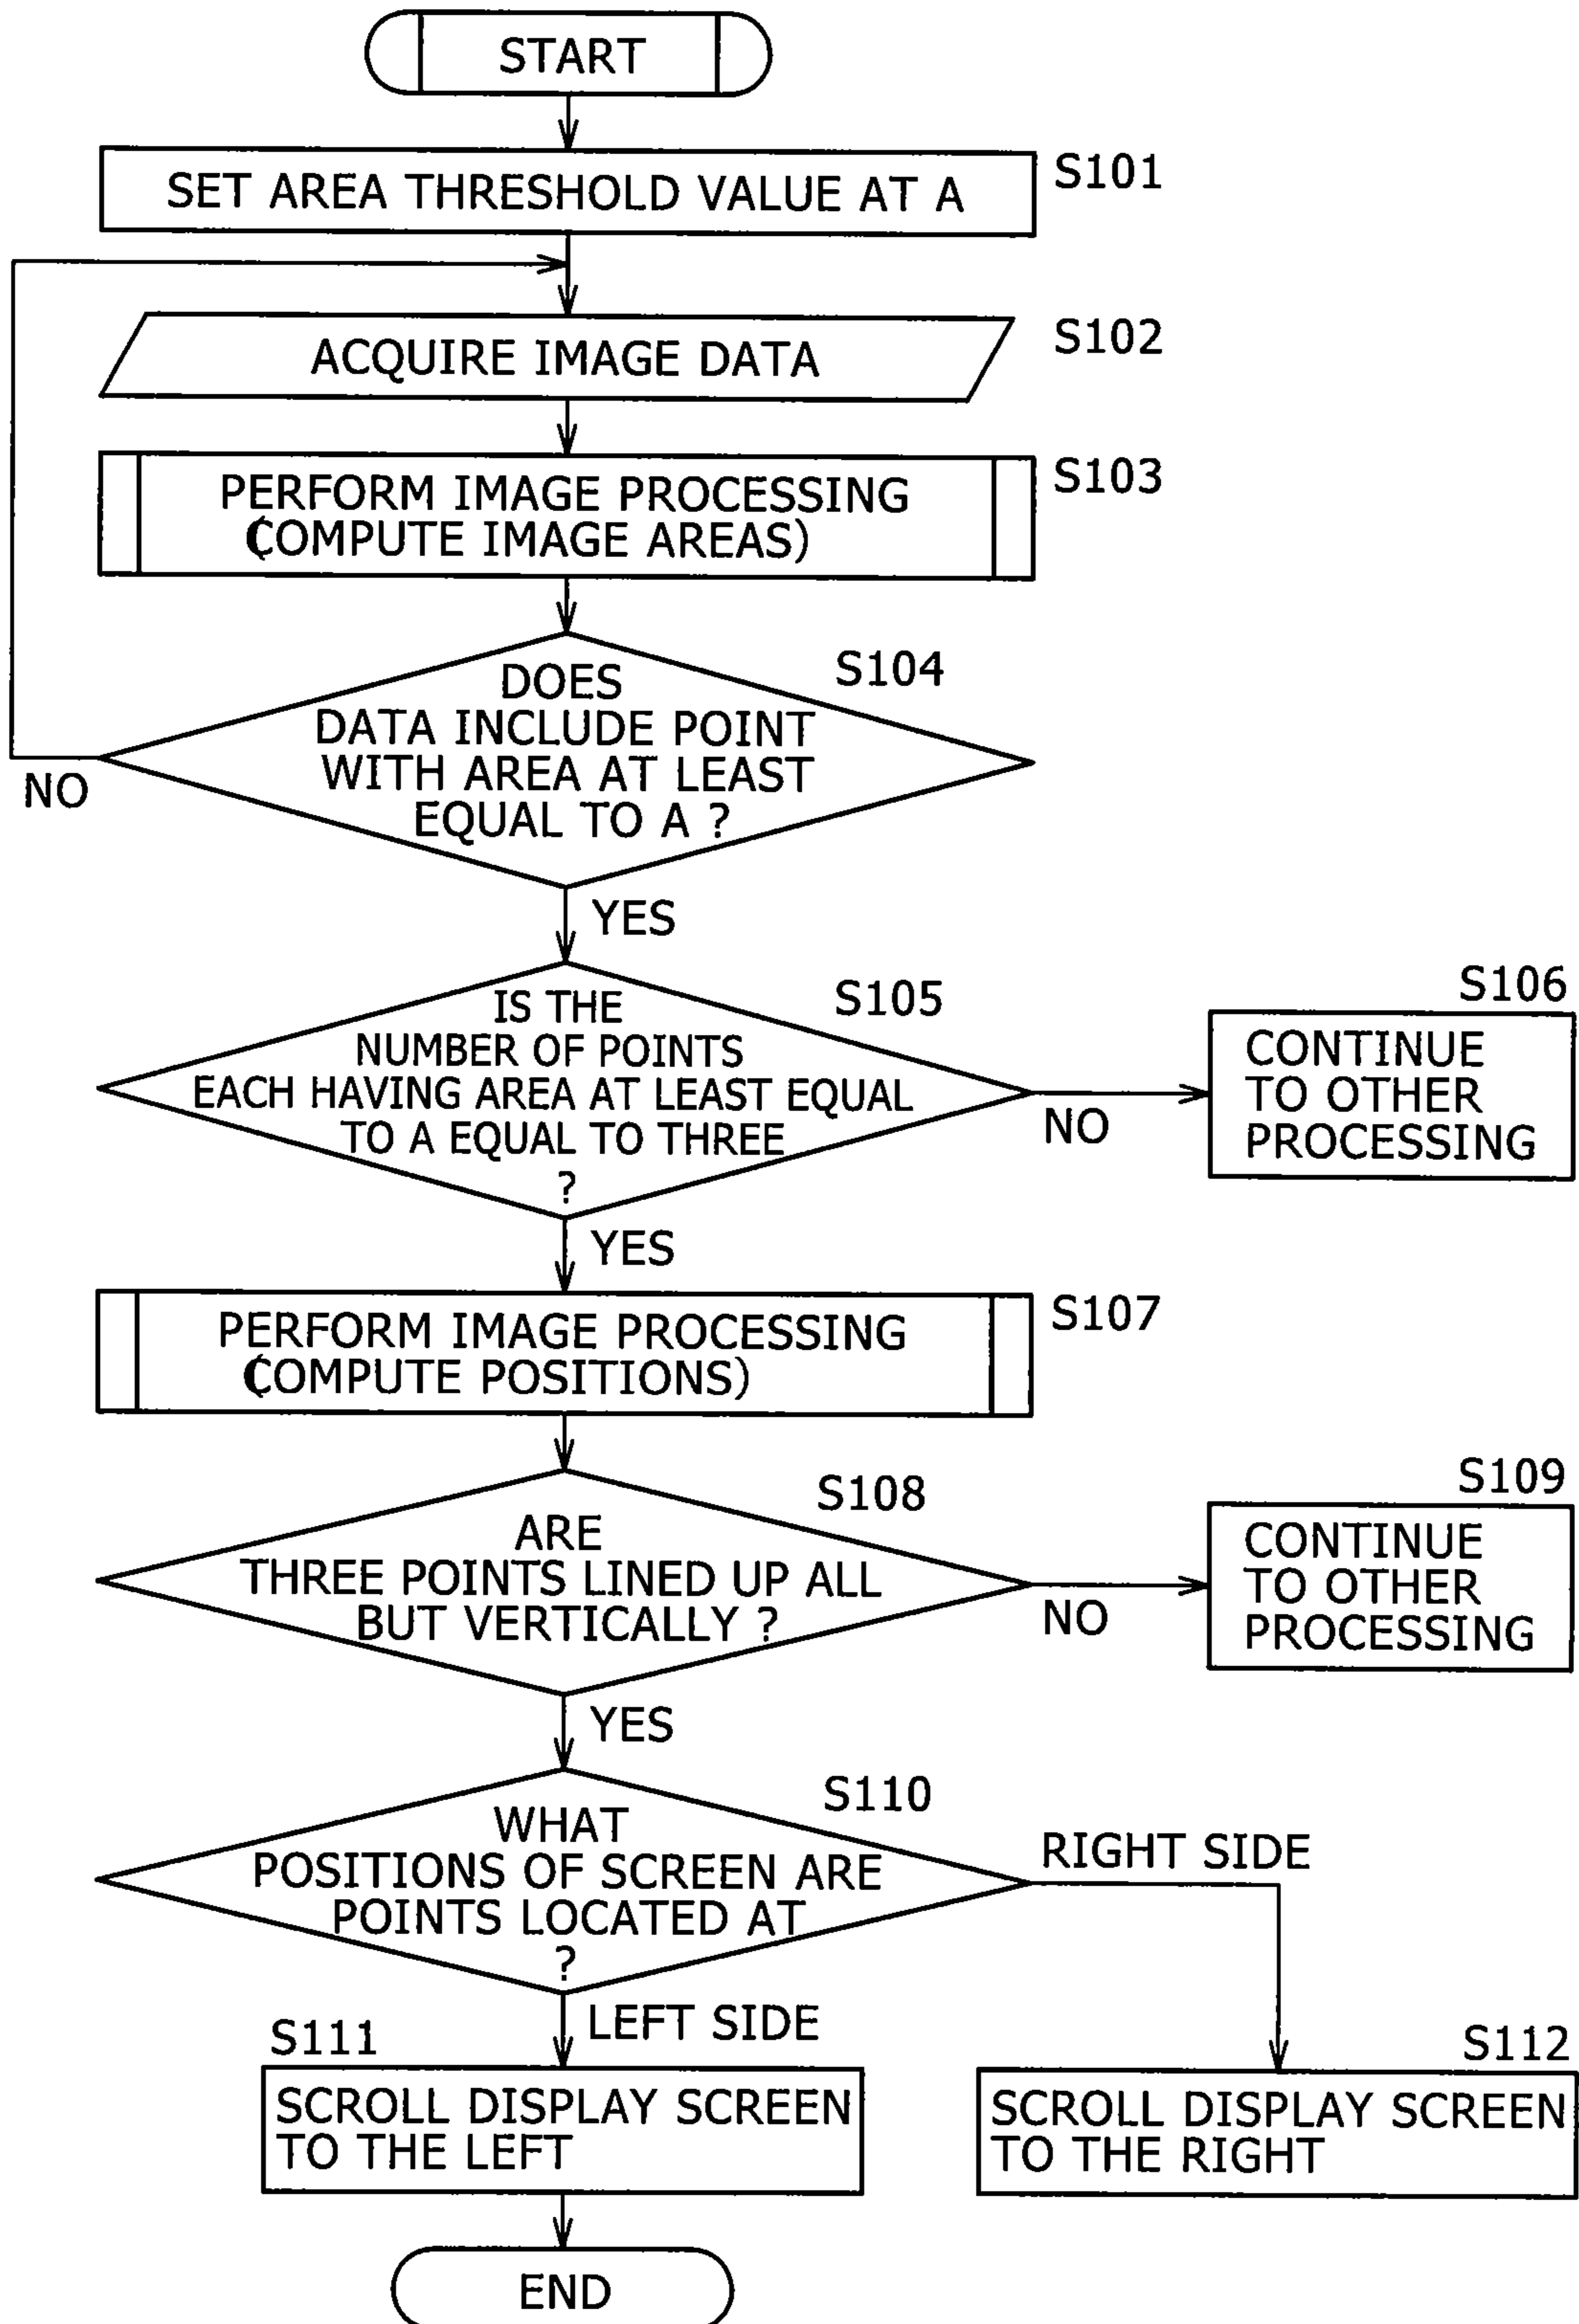 START
SET AREA THRESHOLD VALUE AT A
S101
ACQUIRE IMAGE DATA
S102
PERFORM IMAGE PROCESSING
(COMPUTE IMAGE AREAS)
S103
DOES
DATA INCLUDE POINT
WITH AREA AT LEAST
EQUAL TO A ?
S104
NO
YES
IS THE
NUMBER OF POINTS
EACH HAVING AREA AT LEAST EQUAL
TO A EQUAL TO THREE
?
S105
NO
S106
CONTINUE
TO OTHER
PROCESSING
YES
PERFORM IMAGE PROCESSING
(COMPUTE POSITIONS)
S107
ARE
THREE POINTS LINED UP ALL
BUT VERTICALLY ?
S108
NO
S109
CONTINUE
TO OTHER
PROCESSING
YES
WHAT
POSITIONS OF SCREEN ARE
POINTS LOCATED AT
?
S110
RIGHT SIDE
LEFT SIDE
S111
SCROLL DISPLAY SCREEN
TO THE LEFT
S112
SCROLL DISPLAY SCREEN
TO THE RIGHT
END